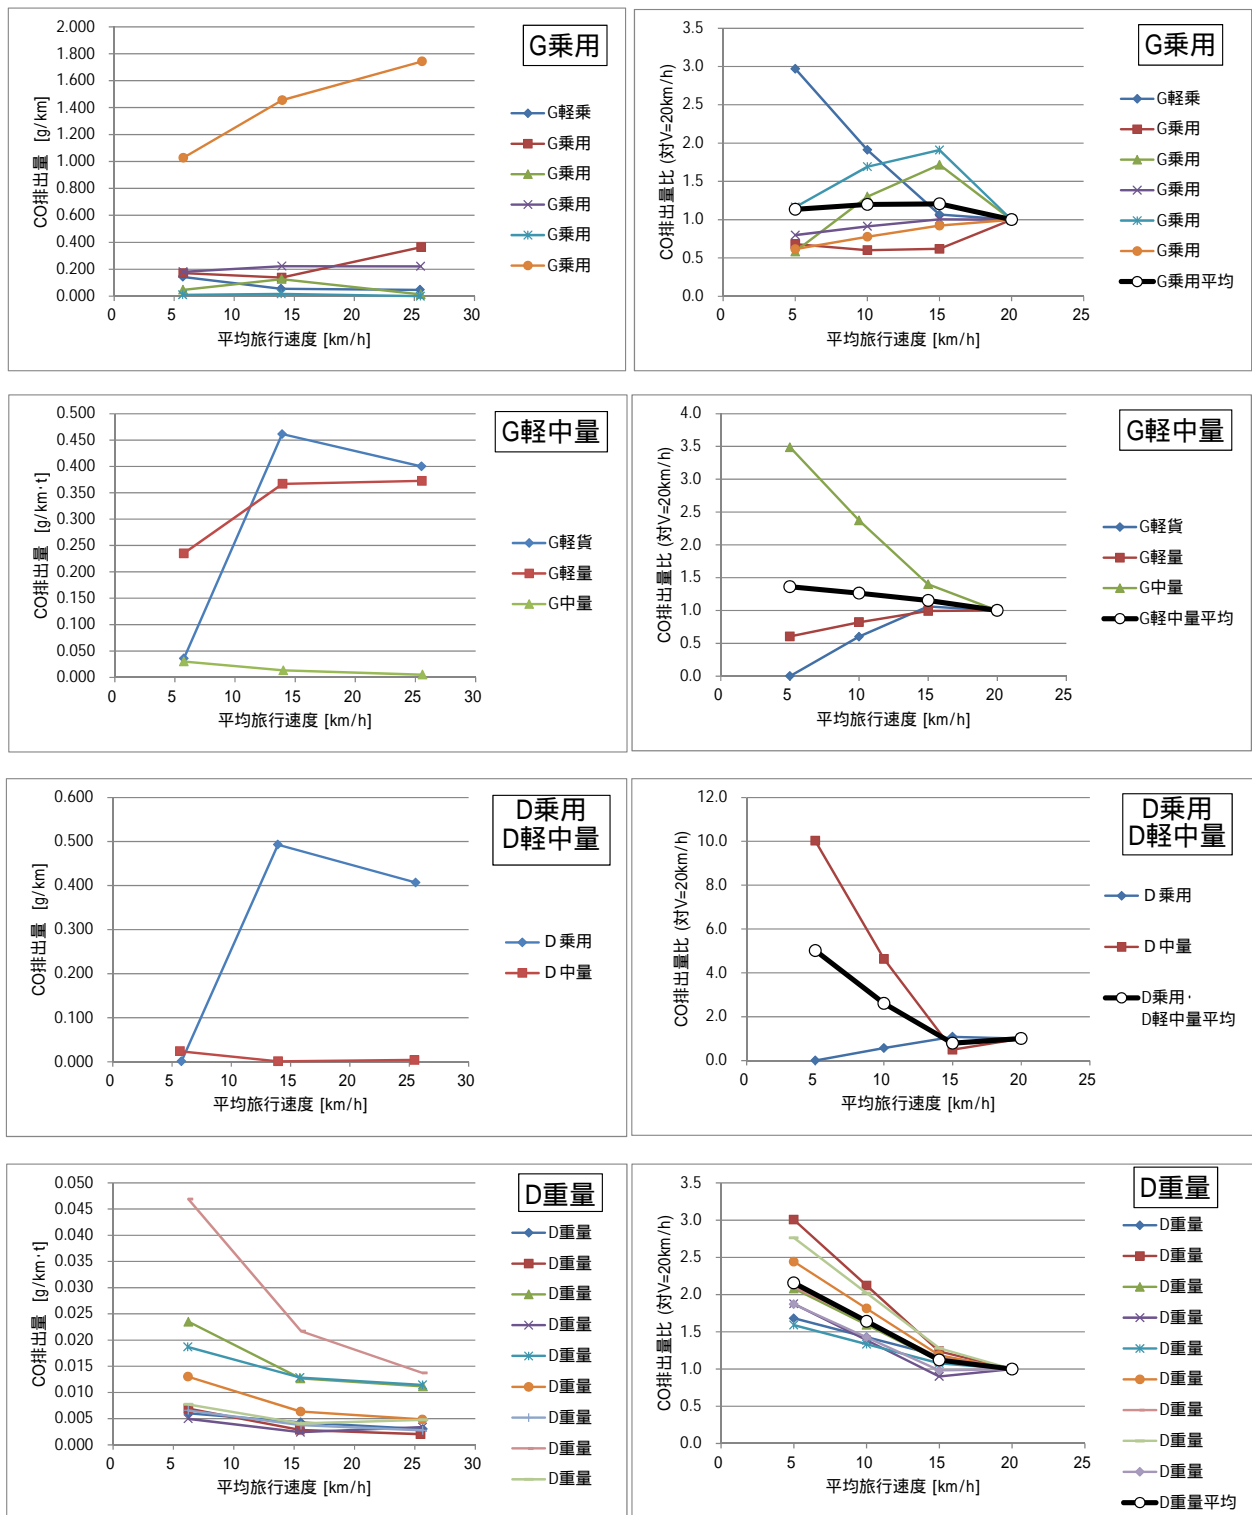 G乗用
CO排出量 [g/km]
2.000
1.800
1.600
1.400
1.200
1.000
0.800
0.600
0.400
0.200
0.000
0 5 10 15 20 25 30
平均旅行速度 [km/h]
G軽乗
G乗用
G乗用
G乗用
G乗用
G乗用
G乗用
CO排出量比 (対V=20km/h)
3.5
3.0
2.5
2.0
1.5
1.0
0.5
0.0
0 5 10 15 20 25
平均旅行速度 [km/h]
G軽乗
G乗用
G乗用
G乗用
G乗用
G乗用
G乗用平均
G軽中量
CO排出量 [g/km·t]
0.500
0.450
0.400
0.350
0.300
0.250
0.200
0.150
0.100
0.050
0.000
0 5 10 15 20 25 30
平均旅行速度 [km/h]
G軽貨
G軽量
G中量
G軽中量
CO排出量比 (対V=20km/h)
4.0
3.5
3.0
2.5
2.0
1.5
1.0
0.5
0.0
0 5 10 15 20 25
平均旅行速度 [km/h]
G軽貨
G軽量
G中量
G軽中量平均
D乗用
D軽中量
CO排出量 [g/km]
0.600
0.500
0.400
0.300
0.200
0.100
0.000
0 5 10 15 20 25 30
平均旅行速度 [km/h]
D乗用
D中量
D乗用
D軽中量
CO排出量比 (対V=20km/h)
12.0
10.0
8.0
6.0
4.0
2.0
0.0
0 5 10 15 20 25
平均旅行速度 [km/h]
D乗用
D中量
D乗用・
D軽中量平均
D重量
CO排出量 [g/km·t]
0.050
0.045
0.040
0.035
0.030
0.025
0.020
0.015
0.010
0.005
0.000
0 5 10 15 20 25 30
平均旅行速度 [km/h]
D重量
D重量
D重量
D重量
D重量
D重量
D重量
D重量
D重量
D重量
CO排出量比 (対V=20km/h)
3.5
3.0
2.5
2.0
1.5
1.0
0.5
0.0
0 5 10 15 20 25
平均旅行速度 [km/h]
D重量
D重量
D重量
D重量
D重量
D重量
D重量
D重量
D重量
D重量平均